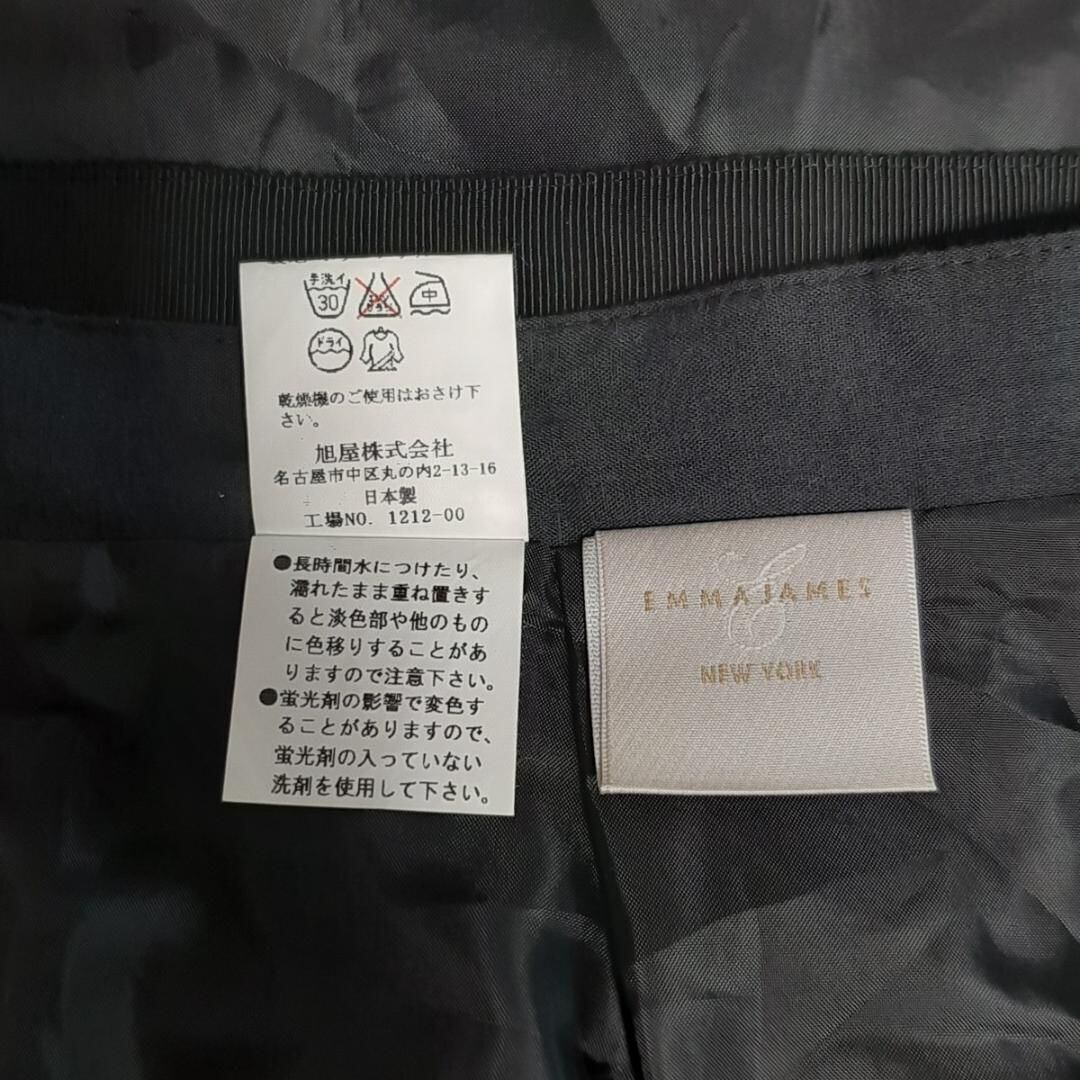 手洗イ
30
中
ドライ
乾燥機のご使用はおさけ下
さい。
旭屋株式会社
名古屋市中区丸の内2-13-16
日本製
工場NO. 1212-00
●長時間水につけたり、
濡れたまま重ね置きす
ると淡色部や他のもの
に色移りすることがあ
りますので注意下さい。
●蛍光剤の影響で変色す
ることがありますので、
蛍光剤の入っていない
洗剤を使用して下さい。
EMMAJAMES
NEW YORK